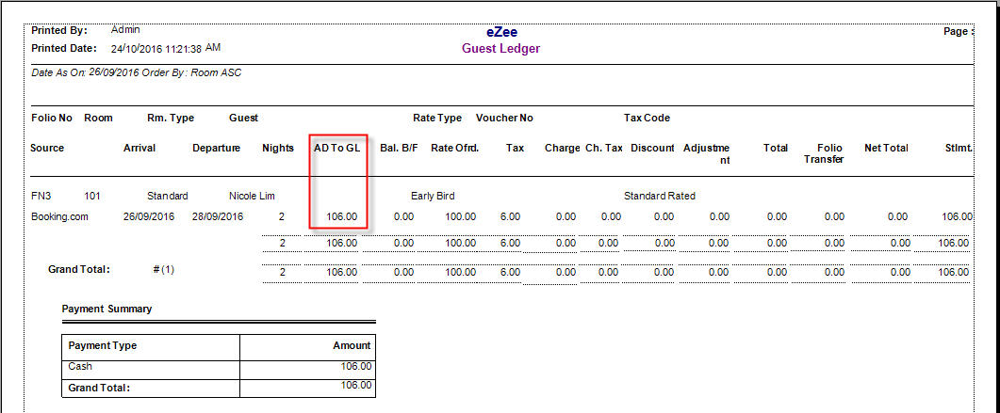 Printed By: Admin eZee Page :
Printed Date: 24/10/2016 11:21:38 AM Guest Ledger
Date As On: 26/09/2016 Order By : Room ASC
Folio No Room Rm. Type Guest Rate Type Voucher No Tax Code
Source Arrival Departure Nights AD To GL Bal. B/F Rate Ofrd. Tax Charge Ch. Tax Discount Adjustme Total Folio Net Total Stlmt.
nt Transfer
FN3 101 Standard Nicole Lim Early Bird Standard Rated
Booking.com 26/09/2016 28/09/2016 2 106.00 0.00 100.00 6.00 0.00 0.00 0.00 0.00 0.00 0.00 0.00 106.00
2 106.00 0.00 100.00 6.00 0.00 0.00 0.00 0.00 0.00 0.00 0.00 106.00
Grand Total : # (1) 2 106.00 0.00 100.00 6.00 0.00 0.00 0.00 0.00 0.00 0.00 0.00 106.00
Payment Summary
Payment Type Amount
Cash 106.00
Grand Total : 106.00